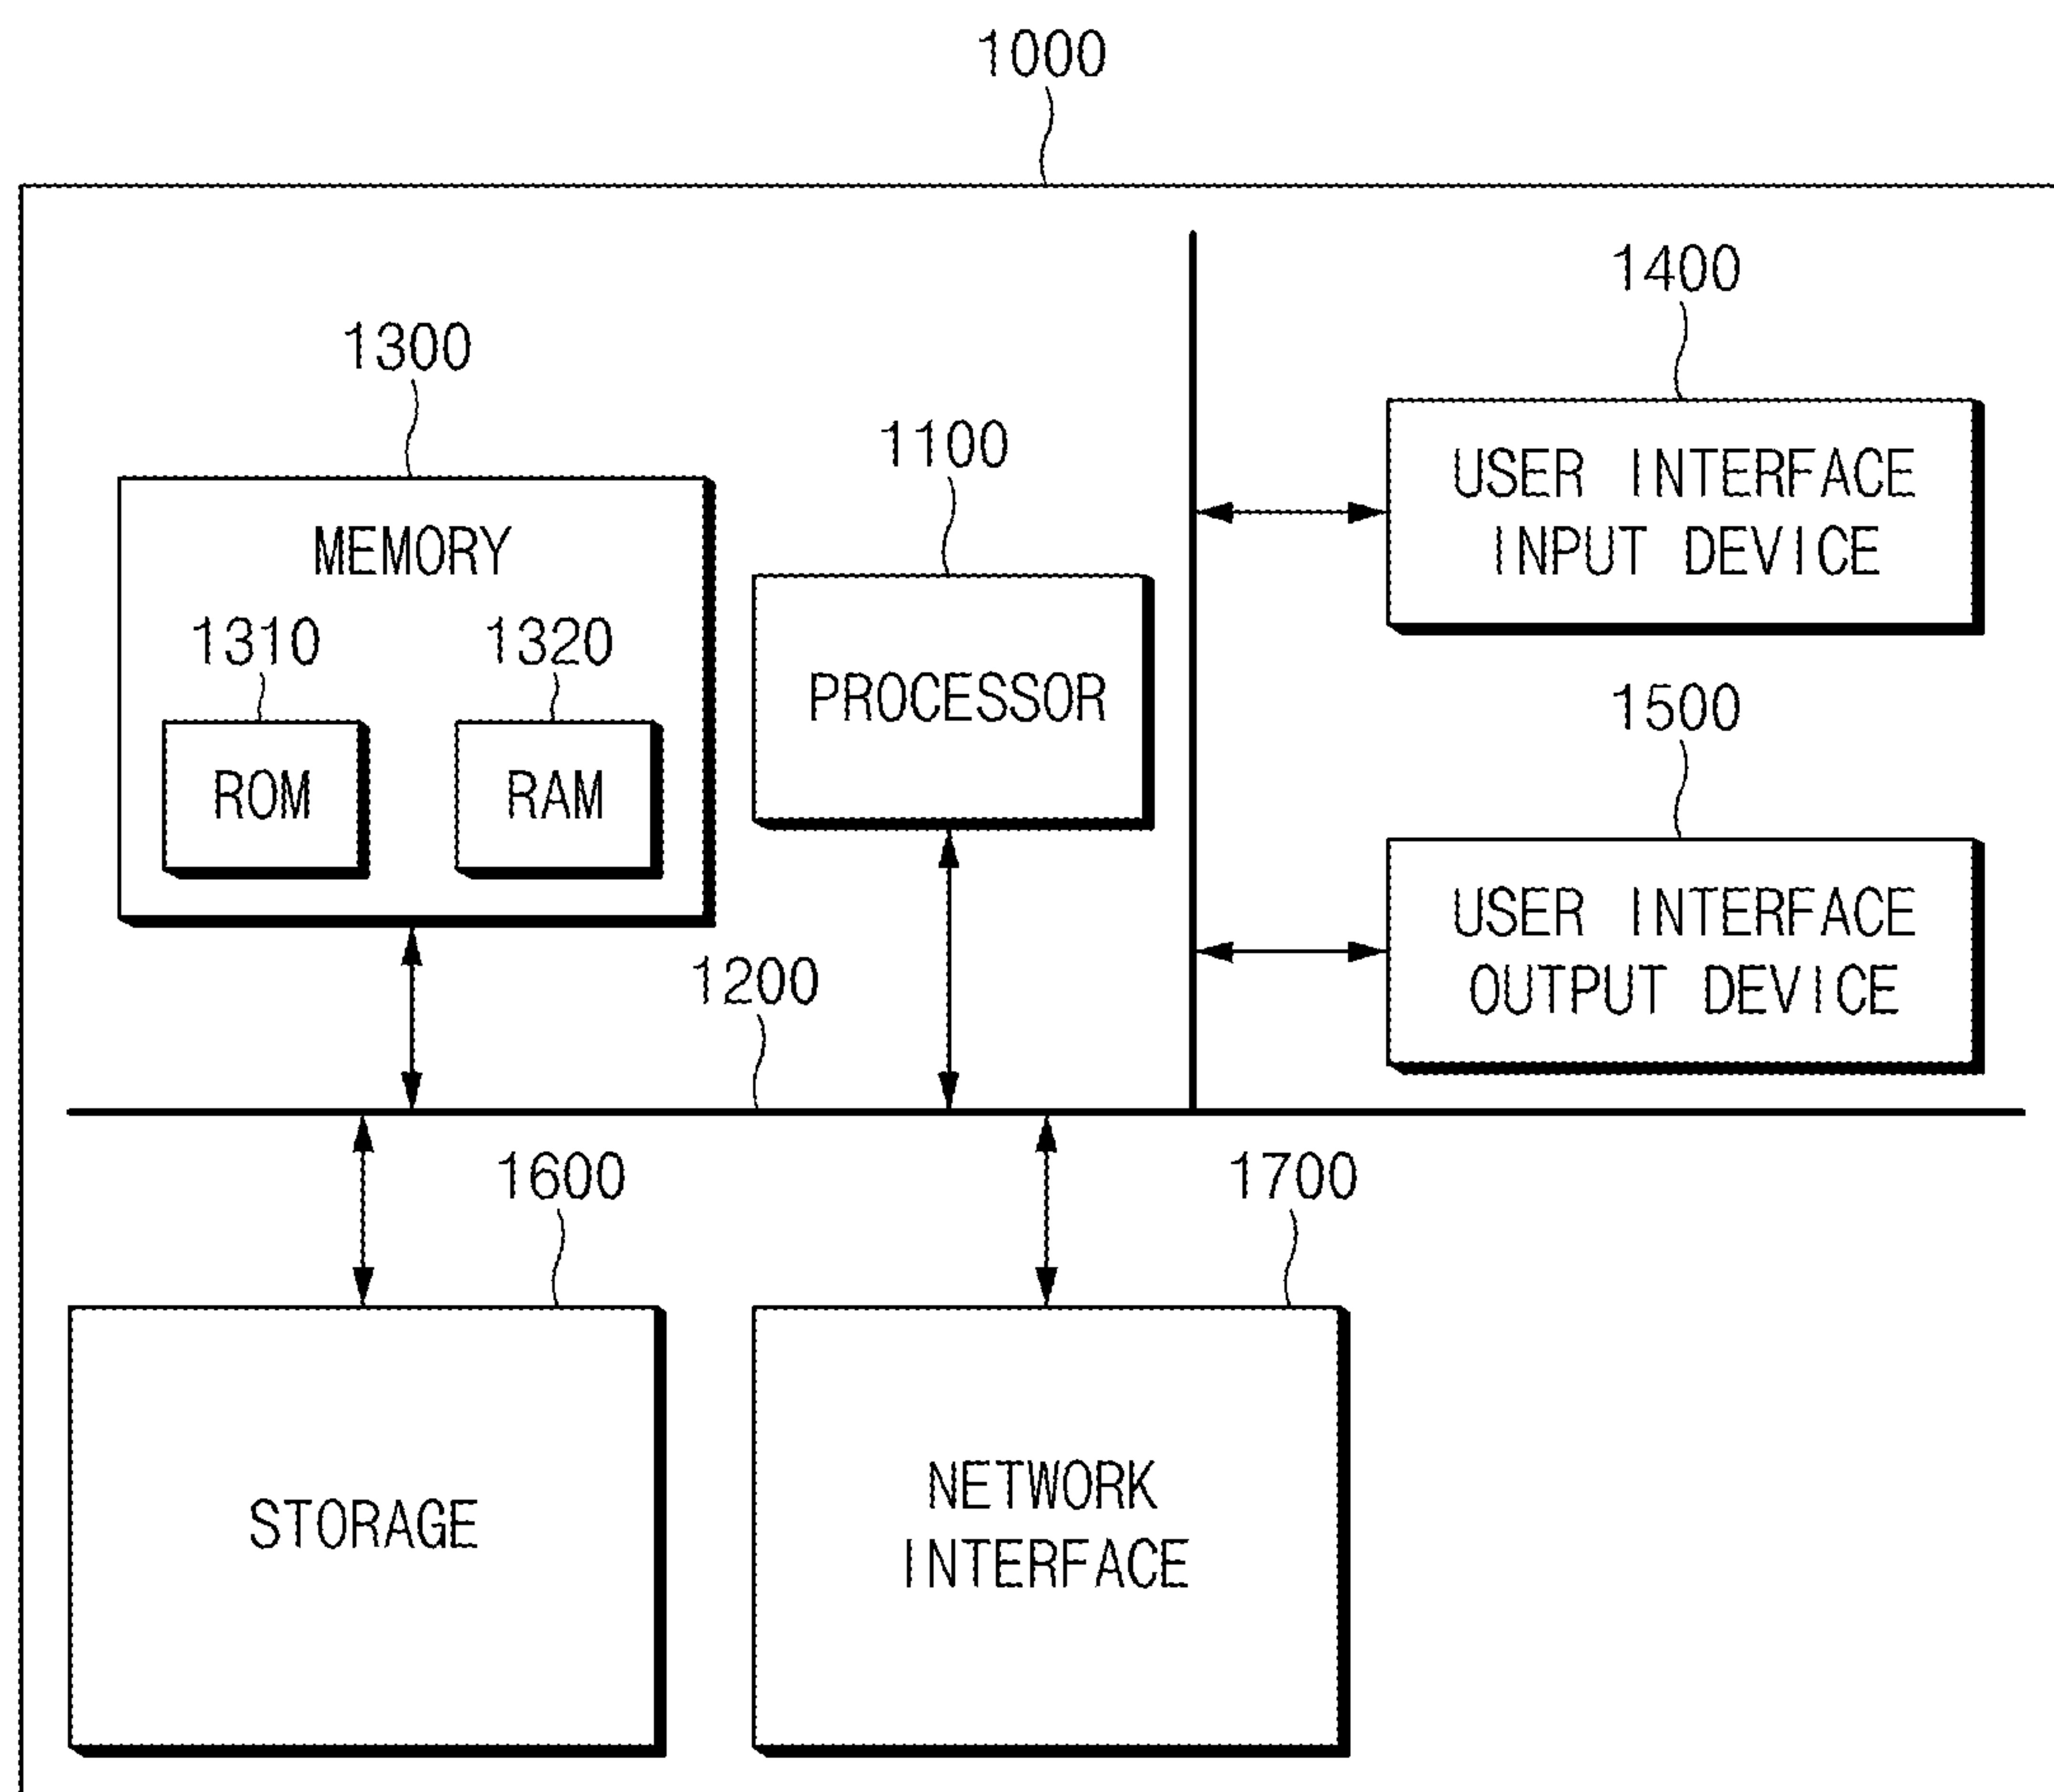 1000
1400
1300
1100
USER INTERFACE
INPUT DEVICE
MEMORY
1310
1320
PROCESSOR
ROM
RAM
1500
USER INTERFACE
OUTPUT DEVICE
1200
1600
1700
STORAGE
NETWORK
INTERFACE